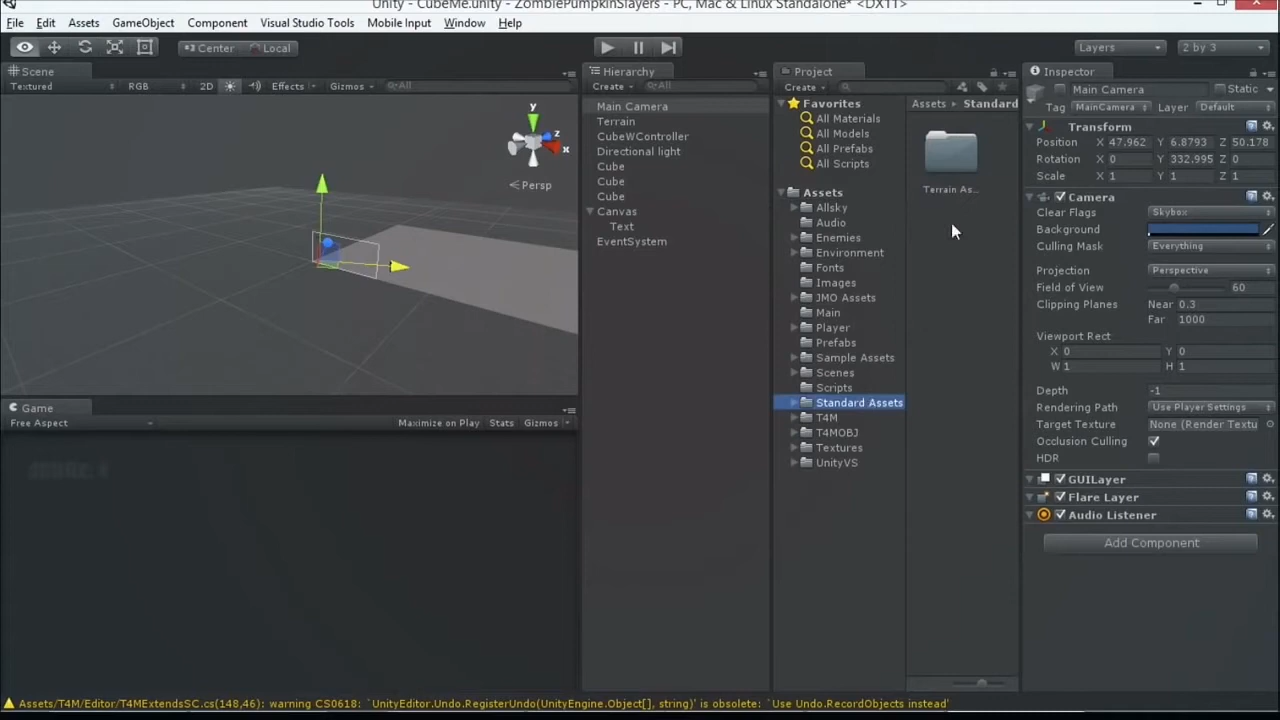 Unity - CubeMe.unity - ZombiePumpkinSlayers - PC, Mac & Linux Standalone* <DX11>
File Edit Assets GameObject Component Visual Studio Tools Mobile Input Window Help
Center Local Layers 2 by 3
Scene
Textured RGB 2D Effects Gizmos All
y
z
x
Persp
Game
Free Aspect Maximize on Play Stats Gizmos
Hierarchy
Create All
Main Camera
Terrain
CubeWController
Directional light
Cube
Cube
Cube
Canvas
Text
EventSystem
Project
Create
Favorites
All Materials
All Models
All Prefabs
All Scripts
Assets
Allsky
Audio
Enemies
Environment
Fonts
Images
JMO Assets
Main
Player
Prefabs
Sample Assets
Scenes
Scripts
Standard Assets
T4M
T4MOBJ
Textures
UnityVS
Assets Standard
Terrain As...
Inspector
Main Camera Static
Tag MainCamera Layer Default
Transform
Position X 47.962 Y 6.8793 Z 50.178
Rotation X 0 Y 332.995 Z 0
Scale X 1 Y 1 Z 1
Camera
Clear Flags Skybox
Background
Culling Mask Everything
Projection Perspective
Field of View 60
Clipping Planes Near 0.3
Far 1000
Viewport Rect
X 0 Y 0
W 1 H 1
Depth -1
Rendering Path Use Player Settings
Target Texture None (Render Textu
Occlusion Culling
HDR
GUILayer
Flare Layer
Audio Listener
Add Component
Assets/T4M/Editor/T4MExtendsSC.cs(148,46): warning CS0618: `UnityEditor.Undo.RegisterUndo(UnityEngine.Object[], string)' is obsolete: `Use Undo.RecordObjects instead'